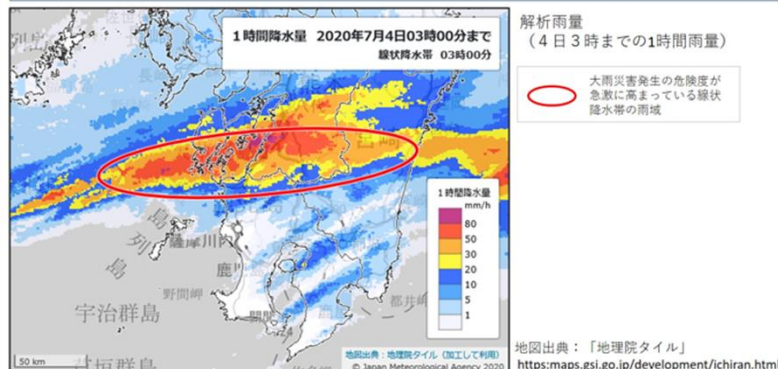 1時間降水量 2020年7月4日03時00分まで
線状降水帯 03時00分
解析雨量
(4日3時までの1時間雨量)
大雨災害発生の危険度が
急激に高まっている線状
降水帯の雨域
宮崎
1時間降水量
mm/h
80
50
30
20
10
5
1
薩摩川内
鹿
島
列
島
野間岬
都井岬
宇治群島
50 km
地図出典:地理院タイル(加工して利用)
© Japan Meteorological Agency 2020
地図出典:「地理院タイル」
https:maps.gsi.go.jp/development/ichiran.html